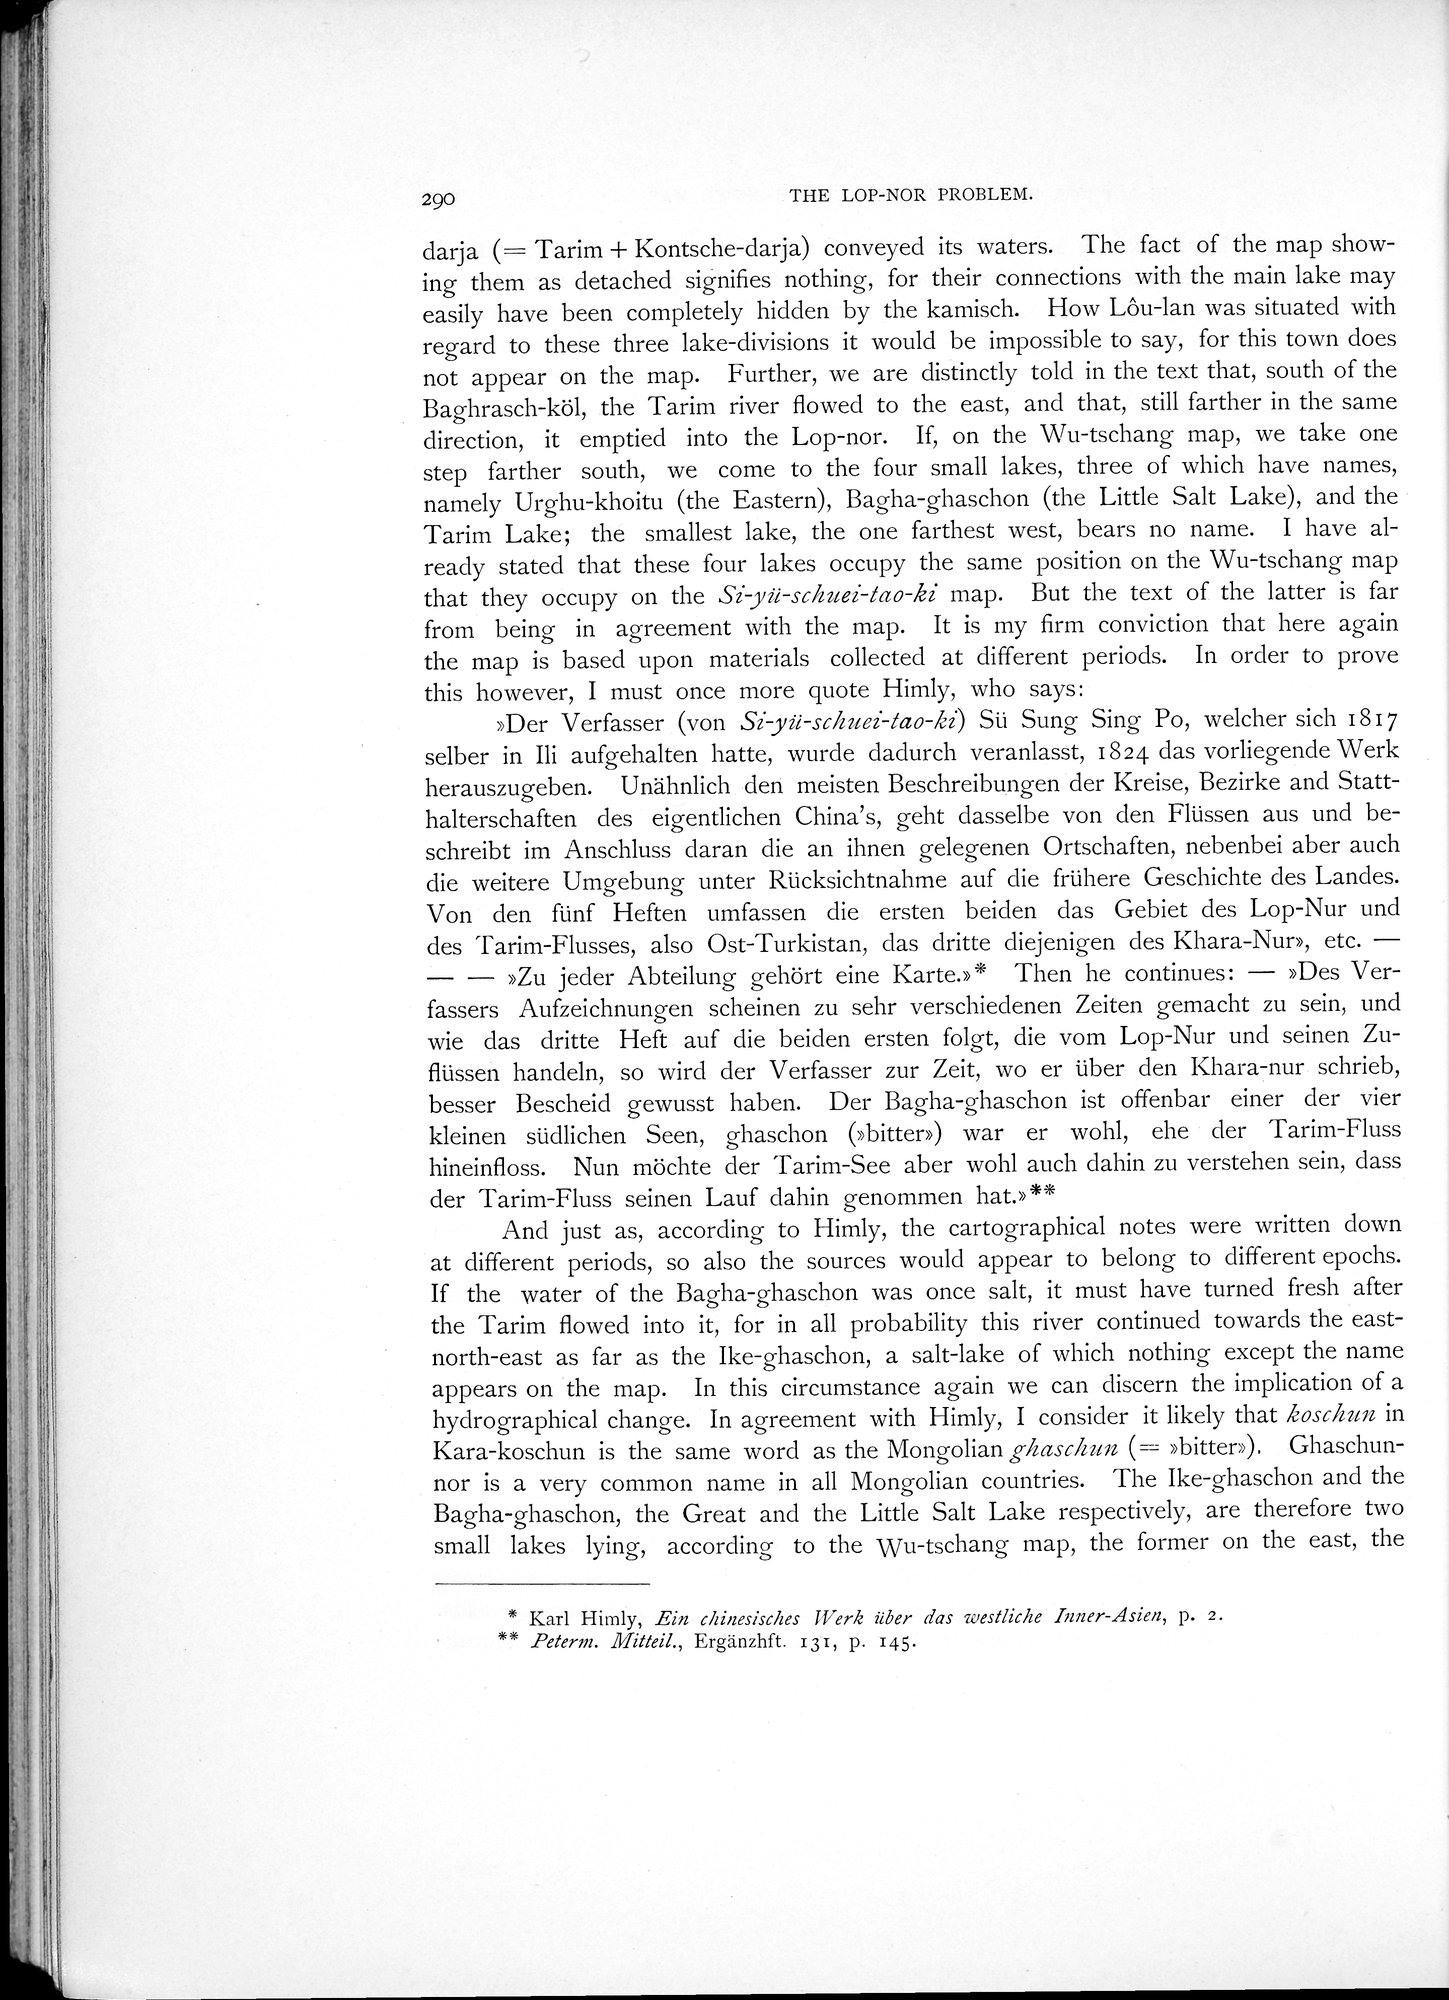 290 THE LOP-NOR PROBLEM.
darja (= Tarim + Kontsche-darja) conveyed its waters. The fact of the map show-
ing them as detached signifies nothing, for their connections with the main lake may
easily have been completely hidden by the kamisch. How Lôu-lan was situated with
regard to these three lake-divisions it would be impossible to say, for this town does
not appear on the map. Further, we are distinctly told in the text that, south of the
Baghrasch-köl, the Tarim river flowed to the east, and that, still farther in the same
direction, it emptied into the Lop-nor. If, on the Wu-tschang map, we take one
step farther south, we come to the four small lakes, three of which have names,
namely Urghu-khoitu (the Eastern), Bagha-ghaschon (the Little Salt Lake), and the
Tarim Lake; the smallest lake, the one farthest west, bears no name. I have al-
ready stated that these four lakes occupy the same position on the Wu-tschang map
that they occupy on the Si-yü-schuei-tao-ki map. But the text of the latter is far
from being in agreement with the map. It is my firm conviction that here again
the map is based upon materials collected at different periods. In order to prove
this however, I must once more quote Himly, who says:
»Der Verfasser (von Si-yü-schuei-tao-ki) Sü Sung Sing Po, welcher sich 1817
selber in Ili aufgehalten hatte, wurde dadurch veranlasst, 1824 das vorliegende Werk
herauszugeben. Unähnlich den meisten Beschreibungen der Kreise, Bezirke and Statt-
halterschaften des eigentlichen China's, geht dasselbe von den Flüssen aus und be-
schreibt im Anschluss daran die an ihnen gelegenen Ortschaften, nebenbei aber auch
die weitere Umgebung unter Rücksichtnahme auf die frühere Geschichte des Landes.
Von den fünf Heften umfassen die ersten beiden das Gebiet des Lop-Nur und
des Tarim-Flusses, also Ost-Turkistan, das dritte diejenigen des Khara-Nur», etc. —
— — »Zu jeder Abteilung gehört eine Karte.»* Then he continues: — »Des Ver-
fassers Aufzeichnungen scheinen zu sehr verschiedenen Zeiten gemacht zu sein, und
wie das dritte Heft auf die beiden ersten folgt, die vom Lop-Nur und seinen Zu-
flüssen handeln, so wird der Verfasser zur Zeit, wo er über den Khara-nur schrieb,
besser Bescheid gewusst haben. Der Bagha-ghaschon ist offenbar einer der vier
kleinen südlichen Seen, ghaschon (»bitter») war er wohl, ehe der Tarim-Fluss
hineinfloss. Nun möchte der Tarim-See aber wohl auch dahin zu verstehen sein, dass
der Tarim-Fluss seinen Lauf dahin genommen hat.»**
And just as, according to Himly, the cartographical notes were written down
at different periods, so also the sources would appear to belong to different epochs.
If the water of the Bagha-ghaschon was once salt, it must have turned fresh after
the Tarim flowed into it, for in all probability this river continued towards the east-
north-east as far as the Ike-ghaschon, a salt-lake of which nothing except the name
appears on the map. In this circumstance again we can discern the implication of a
hydrographical change. In agreement with Himly, I consider it likely that koschun in
Kara-koschun is the same word as the Mongolian ghaschun (= »bitter»). Ghaschun-
nor is a very common name in all Mongolian countries. The Ike-ghaschon and the
Bagha-ghaschon, the Great and the Little Salt Lake respectively, are therefore two
small lakes lying, according to the Wu-tschang map, the former on the east, the
* Karl Himly, Ein chinesisches Werk über das westliche Inner-Asien, p. 2.
** Peterm. Mitteil., Ergänzhft. 131, p. 145.